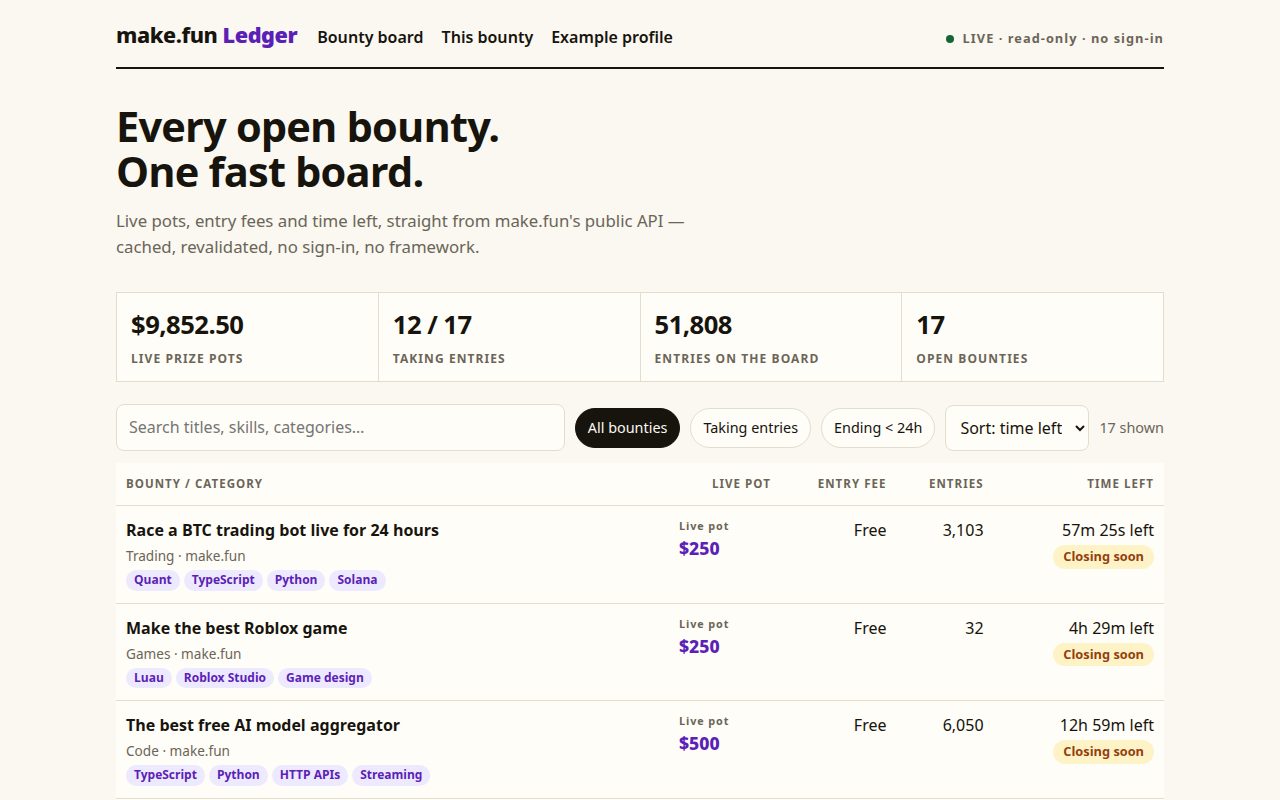 make.fun Ledger Bounty board This bounty Example profile LIVE · read-only · no sign-in
Every open bounty.
One fast board.
Live pots, entry fees and time left, straight from make.fun's public API —
cached, revalidated, no sign-in, no framework.
$9,852.50 12 / 17 51,808 17
LIVE PRIZE POTS TAKING ENTRIES ENTRIES ON THE BOARD OPEN BOUNTIES
Search titles, skills, categories... All bounties Taking entries Ending < 24h Sort: time left 17 shown
BOUNTY / CATEGORY LIVE POT ENTRY FEE ENTRIES TIME LEFT
Race a BTC trading bot live for 24 hours Live pot Free 3,103 57m 25s left
Trading · make.fun $250 Closing soon
Quant TypeScript Python Solana
Make the best Roblox game Live pot Free 32 4h 29m left
Games · make.fun $250 Closing soon
Luau Roblox Studio Game design
The best free AI model aggregator Live pot Free 6,050 12h 59m left
Code · make.fun $500 Closing soon
TypeScript Python HTTP APIs Streaming